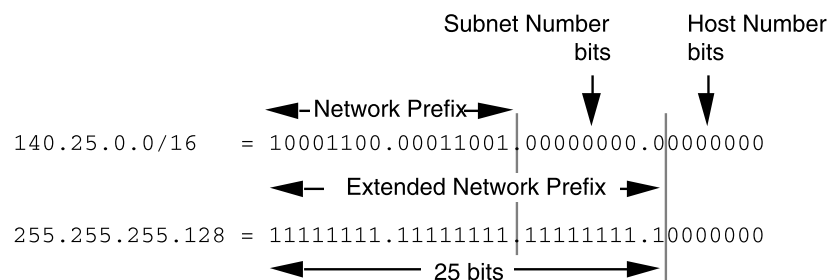 Subnet Number bits
Host Number bits
Network Prefix
140.25.0.0/16 = 10001100.00011001.00000000.00000000
Extended Network Prefix
255.255.255.128 = 11111111.11111111.11111111.10000000
25 bits